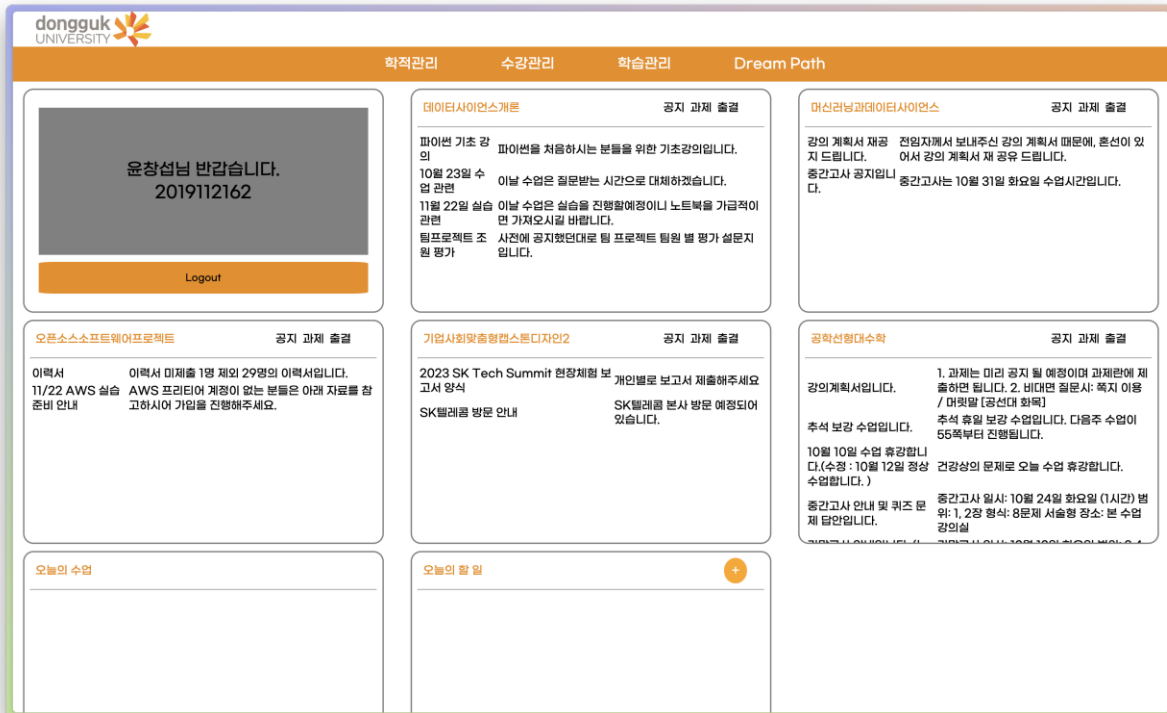 dongguk
UNIVERSITY
학적관리 수강관리 학습관리 Dream Path
윤창섭님 반갑습니다.
2019112162
Logout
데이터사이언스개론 공지 과제 출결
파이썬 기초 강
의
파이썬을 처음하시는 분들을 위한 기초강의입니다.
10월 23일 수
업 관련
이날 수업은 질문받는 시간으로 대체하겠습니다.
11월 22일 실습
관련
이날 수업은 실습을 진행할예정이니 노트북을 가급적이
면 가져오시길 바랍니다.
팀프로젝트 조
원 평가
사전에 공지했던대로 팀 프로젝트 팀원 별 평가 설문지
입니다.
머신러닝과데이터사이언스 공지 과제 출결
강의 계획서 재공
지 드립니다.
전임자께서 보내주신 강의 계획서 때문에, 혼선이 있
어서 강의 계획서 재 공유 드립니다.
중간고사 공지입니
다.
중간고사는 10월 31일 화요일 수업시간입니다.
오픈소스소프트웨어프로젝트 공지 과제 출결
이력서
이력서 미제출 1명 제외 29명의 이력서입니다.
11/22 AWS 실습
준비 안내
AWS 프리티어 계정이 없는 분들은 아래 자료를 참
고하시어 가입을 진행해주세요.
기업사회맞춤형캡스톤디자인2 공지 과제 출결
2023 SK Tech Summit 현장체험 보
고서 양식
개인별로 보고서 제출해주세요
SK텔레콤 방문 안내
SK텔레콤 본사 방문 예정되어
있습니다.
공학선형대수학 공지 과제 출결
강의계획서입니다.
1. 과제는 미리 공지 될 예정이며 과제란에 제
출하면 됩니다. 2. 비대면 질문시: 쪽지 이용
/ 머릿말 [공선대 화목]
추석 보강 수업입니다.
추석 휴일 보강 수업입니다. 다음주 수업이
55쪽부터 진행됩니다.
10월 10일 수업 휴강합니
다.(수정 : 10월 12일 정상
수업합니다. )
건강상의 문제로 오늘 수업 휴강합니다.
중간고사 안내 및 퀴즈 문
제 답안입니다.
중간고사 일시: 10월 24일 화요일 (1시간) 범
위: 1, 2장 형식: 8문제 서술형 장소: 본 수업
강의실
오늘의 수업
오늘의 할 일 +